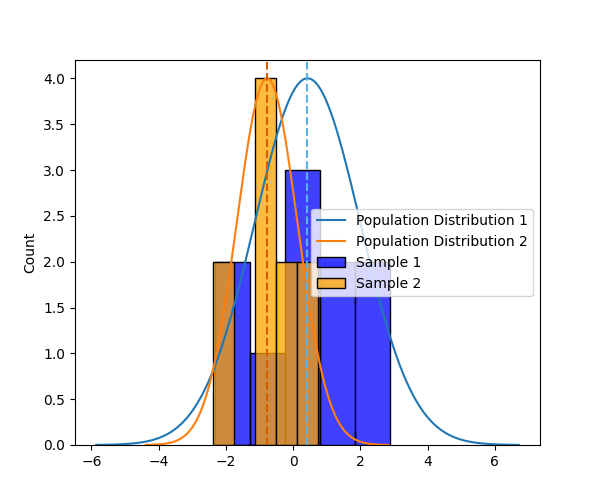 4.0
3.5
3.0
2.5
2.0
1.5
1.0
0.5
0.0
Count
Population Distribution 1
Population Distribution 2
Sample 1
Sample 2
−6 −4 −2 0 2 4 6